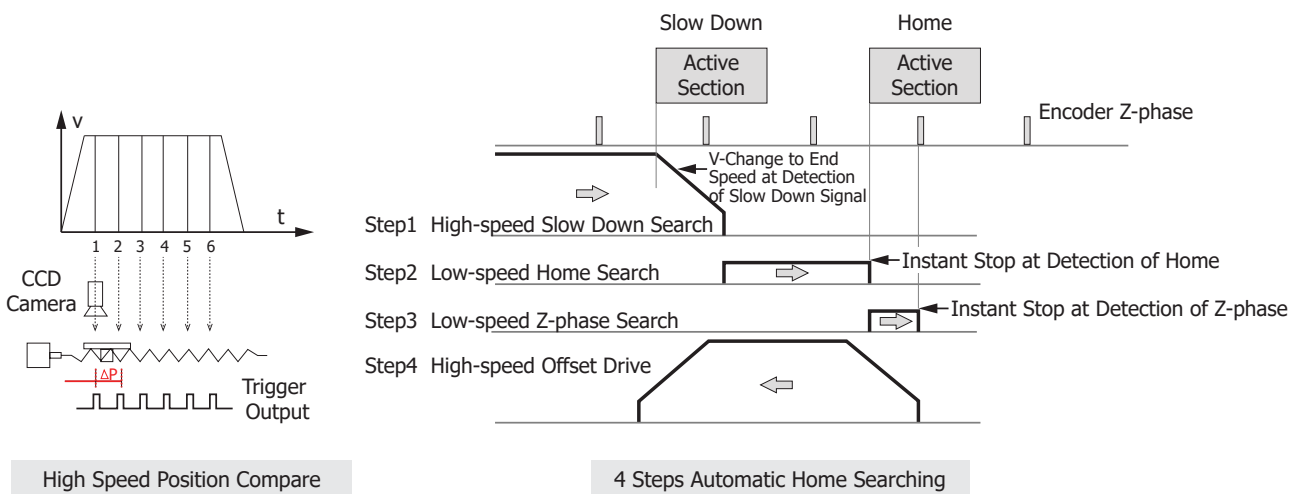 v
t
1 2 3 4 5 6
CCD
Camera
ΔP
Trigger
Output
High Speed Position Compare
Slow Down
Home
Active
Section
Active
Section
Encoder Z-phase
V-Change to End
Speed at Detection
of Slow Down Signal
Step1 High-speed Slow Down Search
Step2 Low-speed Home Search
Instant Stop at Detection of Home
Step3 Low-speed Z-phase Search
Instant Stop at Detection of Z-phase
Step4 High-speed Offset Drive
4 Steps Automatic Home Searching